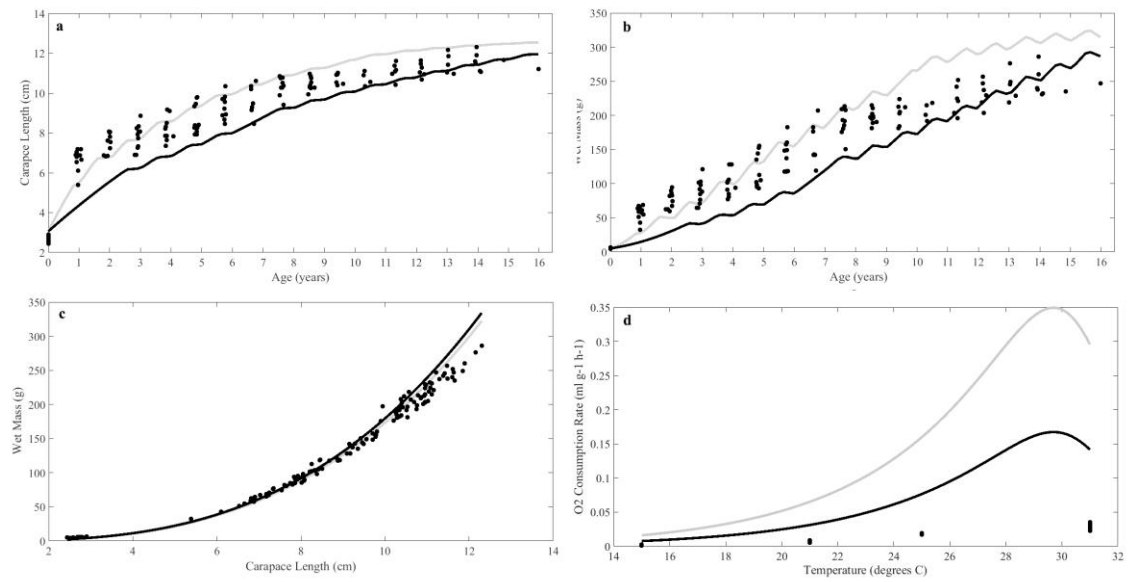 a
Carapce Length (cm)
12
10
8
6
4
2
0 1 2 3 4 5 6 7 8 9 10 11 12 13 14 15 16
Age (years)
b
350
300
250
200
150
100
50
0
0 1 2 3 4 5 6 7 8 9 10 11 12 13 14 15 16
Age (years)
c
Wet Mass (g)
350
300
250
200
150
100
50
0
2 4 6 8 10 12 14
Carapace Length (cm)
d
O2 Consumption Rate (ml g-1 h-1)
0.35
0.3
0.25
0.2
0.15
0.1
0.05
0
14 16 18 20 22 24 26 28 30 32
Temperature (degrees C)